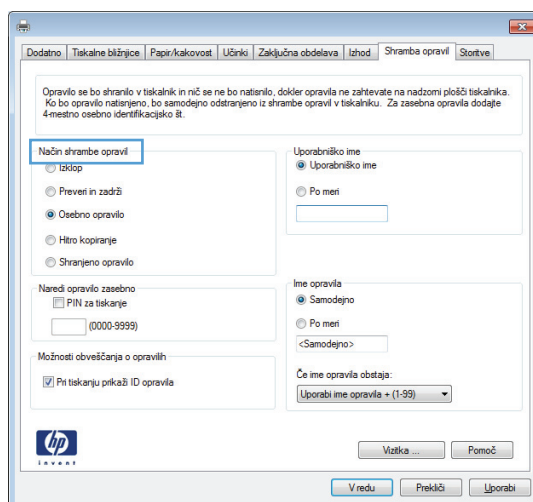 Dodatno Tiskalne bližnjice Papir/kakovost Učinki Zaključna obdelava Izhod Shramba opravil Storitve
Opravilo se bo shranilo v tiskalnik in nič se ne bo natisnilo, dokler opravila ne zahtevate na nadzorni plošči tiskalnika.
Ko bo opravilo natisnjeno, bo samodejno odstranjeno iz shrambe opravil v tiskalniku. Za zasebna opravila dodajte
4-mestno osebno identifikacijsko št.
Način shrambe opravil
Izklop
Preveri in zadrži
Osebno opravilo
Hitro kopiranje
Shranjeno opravilo
Uporabniško ime
Uporabniško ime
Po meri
Naredi opravilo zasebno
PIN za tiskanje
(0000-9999)
Ime opravila
Samodejno
Po meri
<Samodejno>
Če ime opravila obstaja:
Uporabi ime opravila + (1-99)
Možnosti obveščanja o opravilih
Pri tiskanju prikaži ID opravila
hp
invent
Vizitka ... Pomoč
V redu Prekliči Uporabi